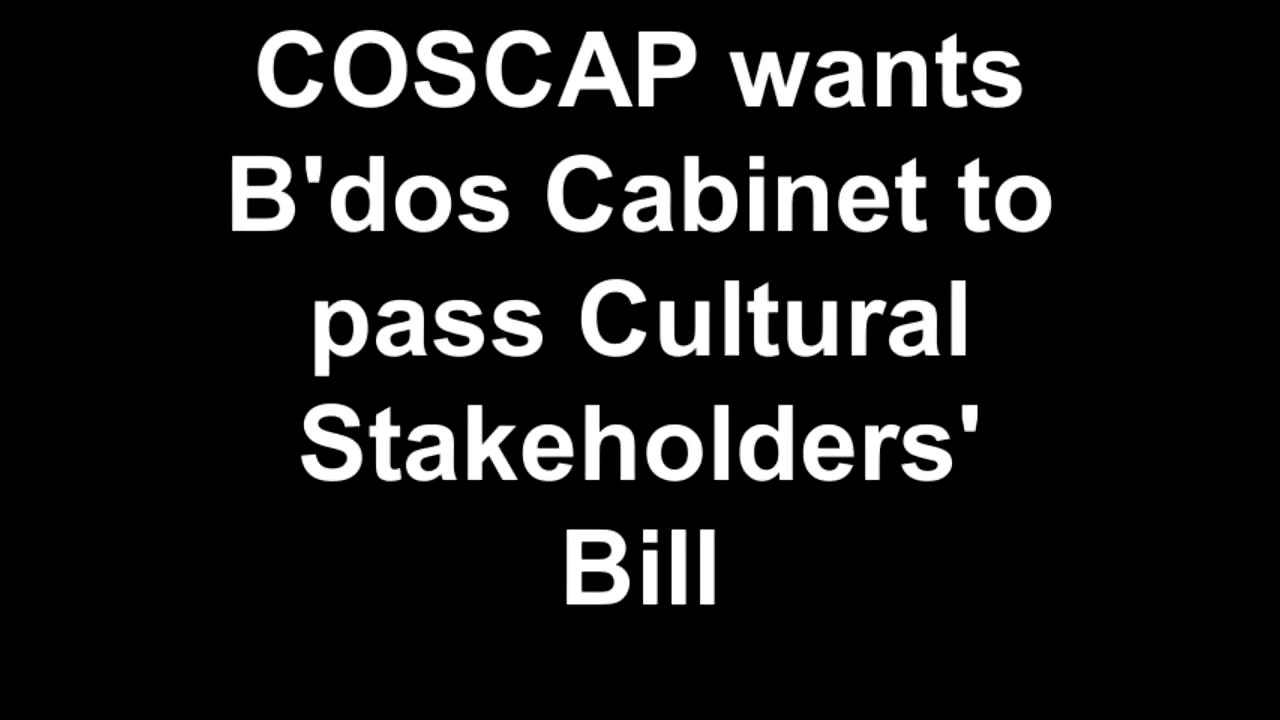 COSCAP wants
B'dos Cabinet to
pass Cultural
Stakeholders'
Bill